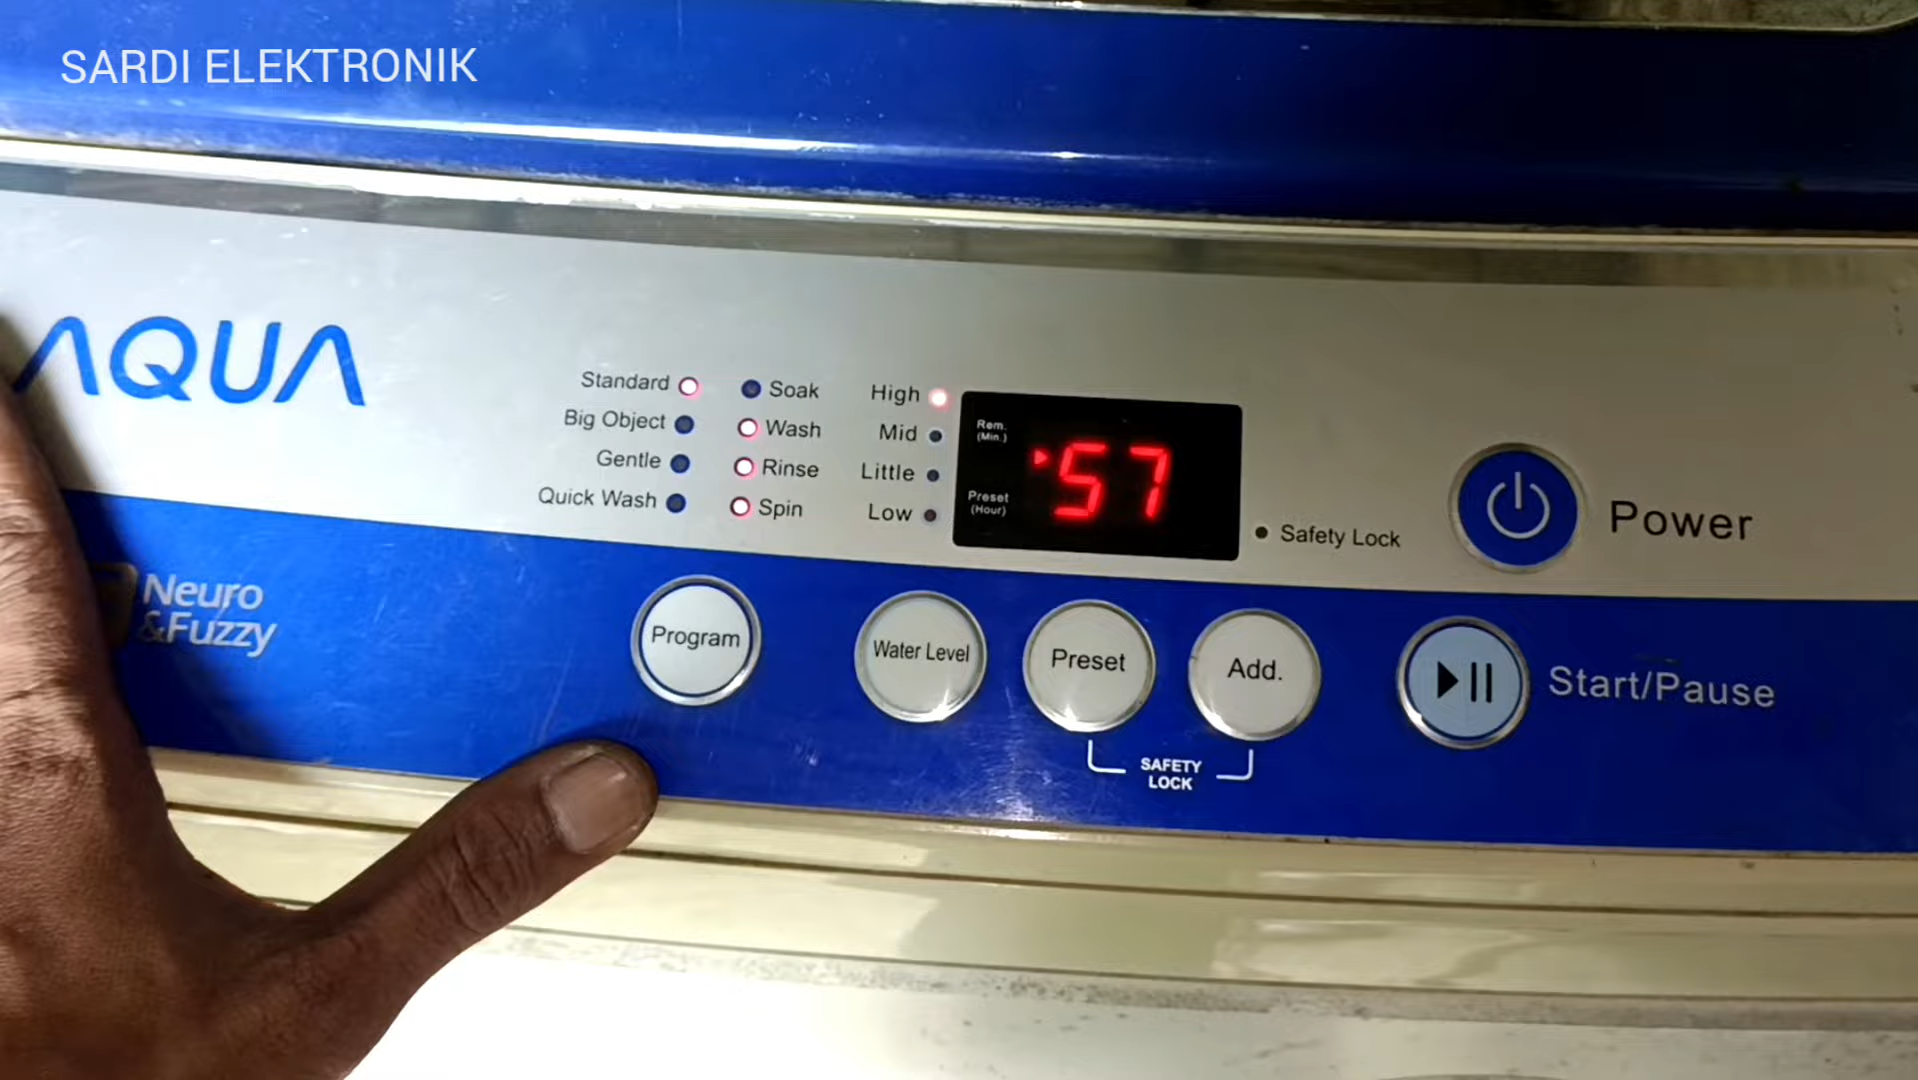 SARDI ELEKTRONIK
AQUA
Standard
Big Object
Gentle
Quick Wash
Soak
Wash
Rinse
Spin
High
Mid
Little
Low
Rem.
(Min.)
Preset
(Hour)
57
Safety Lock
Power
Neuro
&Fuzzy
Program
Water Level
Preset
Add.
Start/Pause
SAFETY
LOCK